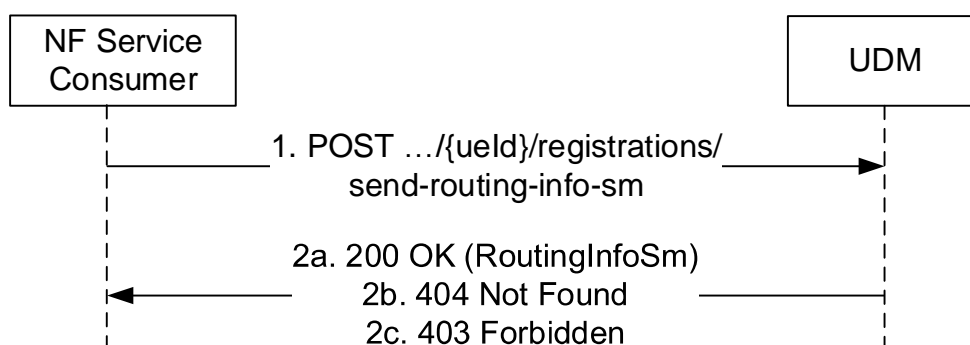 NF Service
Consumer
UDM
1. POST …/{ueId}/registrations/
send-routing-info-sm
2a. 200 OK (RoutingInfoSm)
2b. 404 Not Found
2c. 403 Forbidden